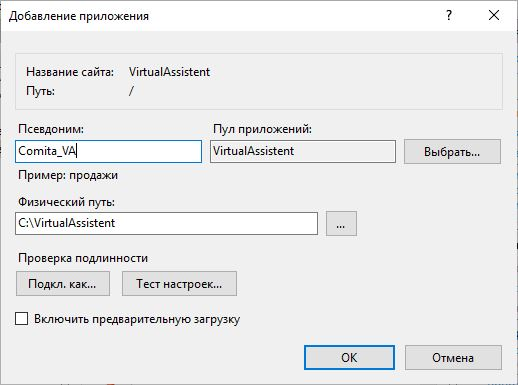 Добавление приложения
? ×
Название сайта: VirtualAssistent
Путь: /
Псевдоним: Пул приложений:
Comita_VA VirtualAssistent Выбрать...
Пример: продажи
Физический путь:
C:\VirtualAssistent ...
Проверка подлинности
Подкл. как... Тест настроек...
Включить предварительную загрузку
OK Отмена